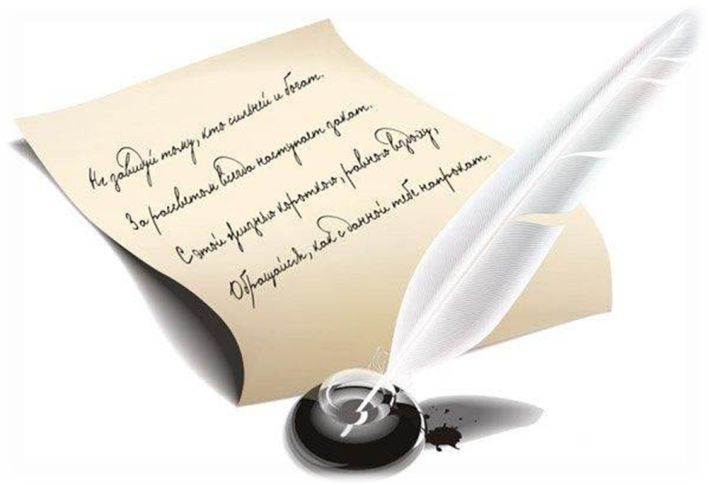 Не завидуй тому, кто сильней и богат.
За рассветом всегда наступает закат.
С этой жизнью короткою, равною вздоху,
Обращайся, как с данной тебе напрокат.